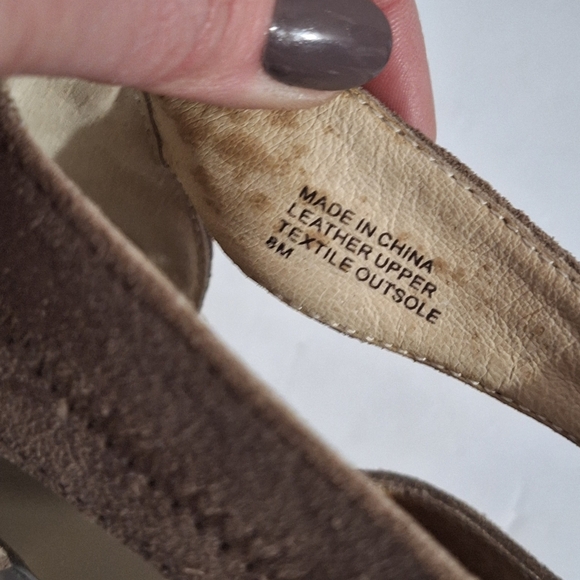 MADE IN CHINA
LEATHER UPPER
TEXTILE OUTSOLE
8M